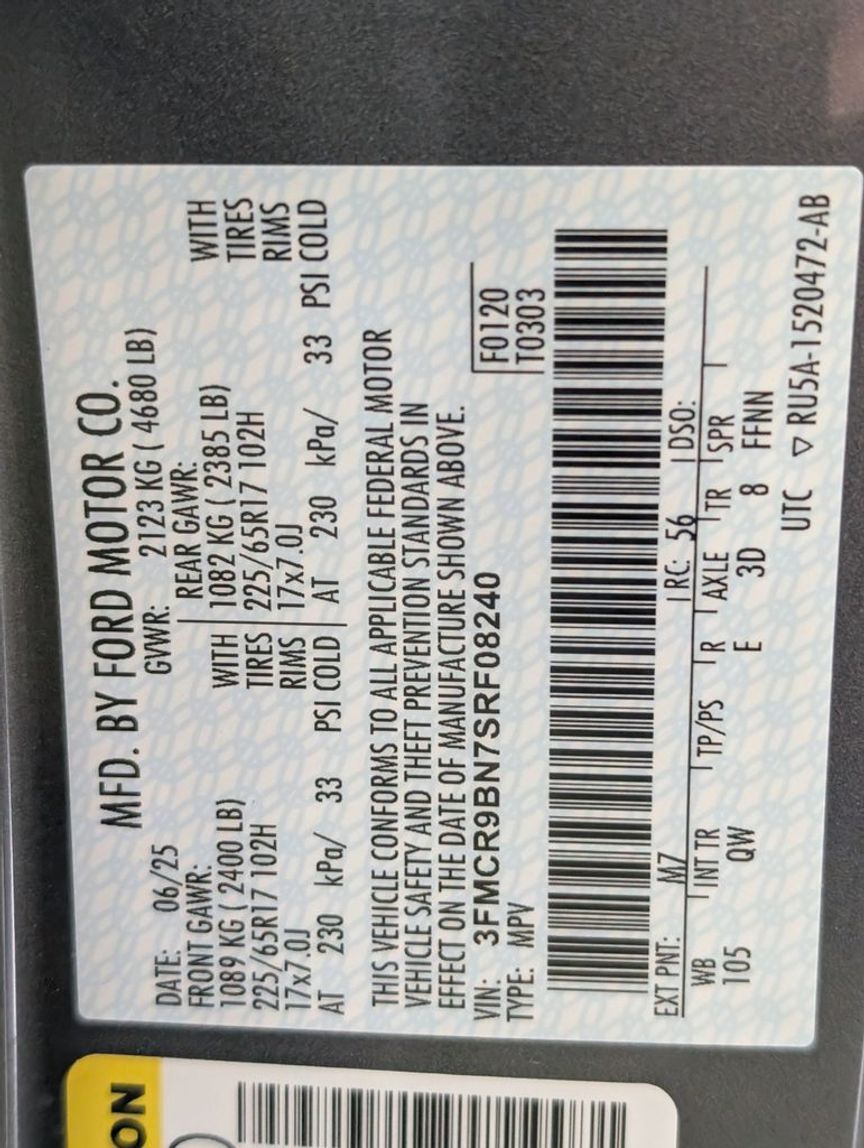 MFD. BY FORD MOTOR CO.
DATE: 06/25 GVWR: 2123 KG ( 4680 LB)
FRONT GAWR: REAR GAWR:
1089 KG ( 2400 LB) WITH 1082 KG ( 2385 LB) WITH
225/65R17 102H TIRES 225/65R17 102H TIRES
17x7.0J RIMS 17x7.0J RIMS
AT 230 kPa/ 33 PSI COLD AT 230 kPa/ 33 PSI COLD
THIS VEHICLE CONFORMS TO ALL APPLICABLE FEDERAL MOTOR
VEHICLE SAFETY AND THEFT PREVENTION STANDARDS IN
EFFECT ON THE DATE OF MANUFACTURE SHOWN ABOVE.
VIN: 3FMCR9BN7SRF08240 F0120
TYPE: MPV T0303
EXT PNT: MZ RC: 56 DSO:
WB INT TR TP/PS R AXLE TR SPR
105 QW E 3D 8 FFNN
UTC ▽ RU5A-1520472-AB
ON